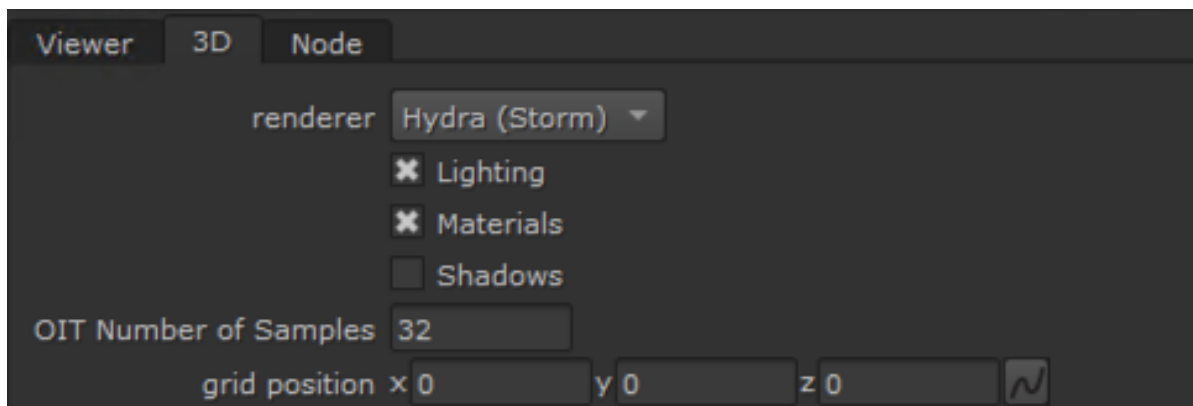 Viewer 3D Node
renderer Hydra (Storm)
Lighting
Materials
Shadows
OIT Number of Samples 32
grid position x 0 y 0 z 0